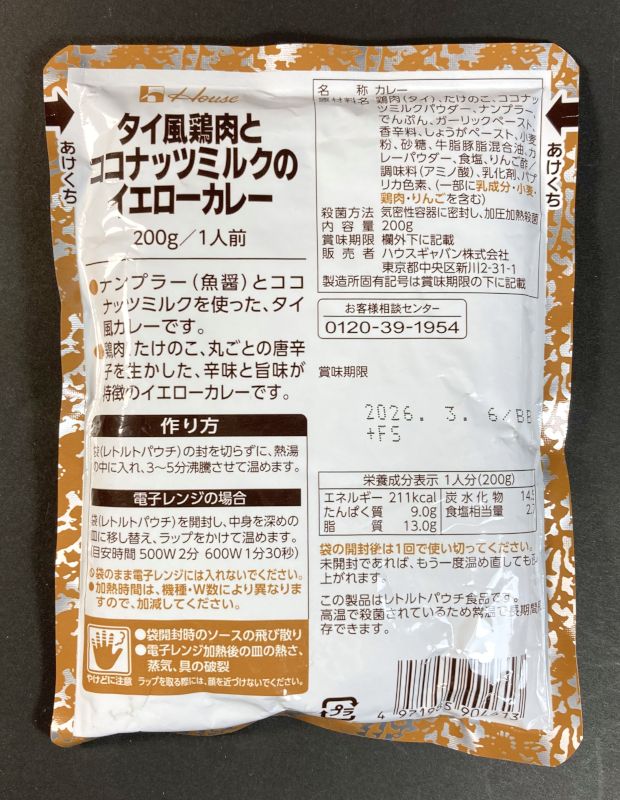 House
タイ風鶏肉と
ココナッツミルクの
イエローカレー
200g/1人前
●ナンプラー(魚醤)とココ
ナッツミルクを使った、タイ
風カレーです。
●鶏肉、たけのこ、丸ごとの唐辛
子を生かした、辛味と旨味が
特徴のイエローカレーです。
作り方
袋(レトルトパウチ)の封を切らずに、熱湯
の中に入れ、3〜5分沸騰させて温めます。
電子レンジの場合
袋(レトルトパウチ)を開封し、中身を深めの
皿に移し替え、ラップをかけて温めます。
(目安時間 500W2分 600W1分30秒)
●袋のまま電子レンジには入れないでください。
●加熱時間は、機種・W数により異なりま
すので、加減してください。
●袋開封時のソースの飛び散り
●電子レンジ加熱後の皿の熱さ、
蒸気、具の破裂
やけどに注意 ラップを取る際には、顔を近づけないでください。
あけくち
名称 カレー
原材料名 鶏肉(タイ)、たけのこ、ココナッ
ツミルクパウダー、ナンプラー、
でんぷん、ガーリックペースト、
香辛料、しょうがペースト、小麦
粉、砂糖、牛脂豚脂混合油、カ
レーパウダー、食塩、りんご酢/
調味料(アミノ酸)、乳化剤、パプ
リカ色素、(一部に乳成分・小麦・
鶏肉・りんごを含む)
殺菌方法 気密性容器に密封し、加圧加熱殺菌
内容量 200g
賞味期限 欄外下に記載
販売者 ハウスギャバン株式会社
東京都中央区新川2-31-1
製造所固有記号は賞味期限の下に記載
お客様相談センター
0120-39-1954
賞味期限
2026. 3. 6/BB
+FS
栄養成分表示 1人分(200g)
エネルギー 211kcal 炭水化物 14.5
たんぱく質 9.0g 食塩相当量 2.7
脂質 13.0g
袋の開封後は1回で使い切ってください。
未開封であれば、もう一度温め直しても召
上がれます。
この製品はレトルトパウチ食品です。
高温で殺菌されているため常温で長期間
存できます。
プラ
あけくち